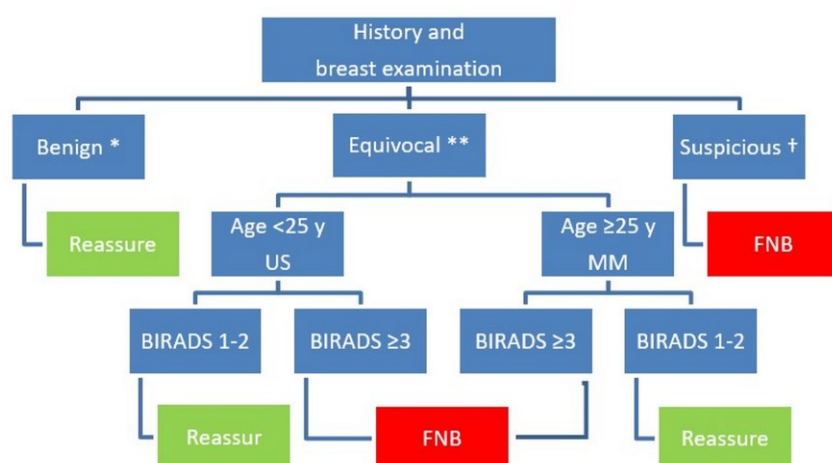 History and
breast examination
Benign *
Equivocal **
Suspicious †
Reassure
Age <25 y
US
Age ≥25 y
MM
FNB
BIRADS 1-2
BIRADS ≥3
BIRADS ≥3
BIRADS 1-2
Reassur
FNB
Reassure